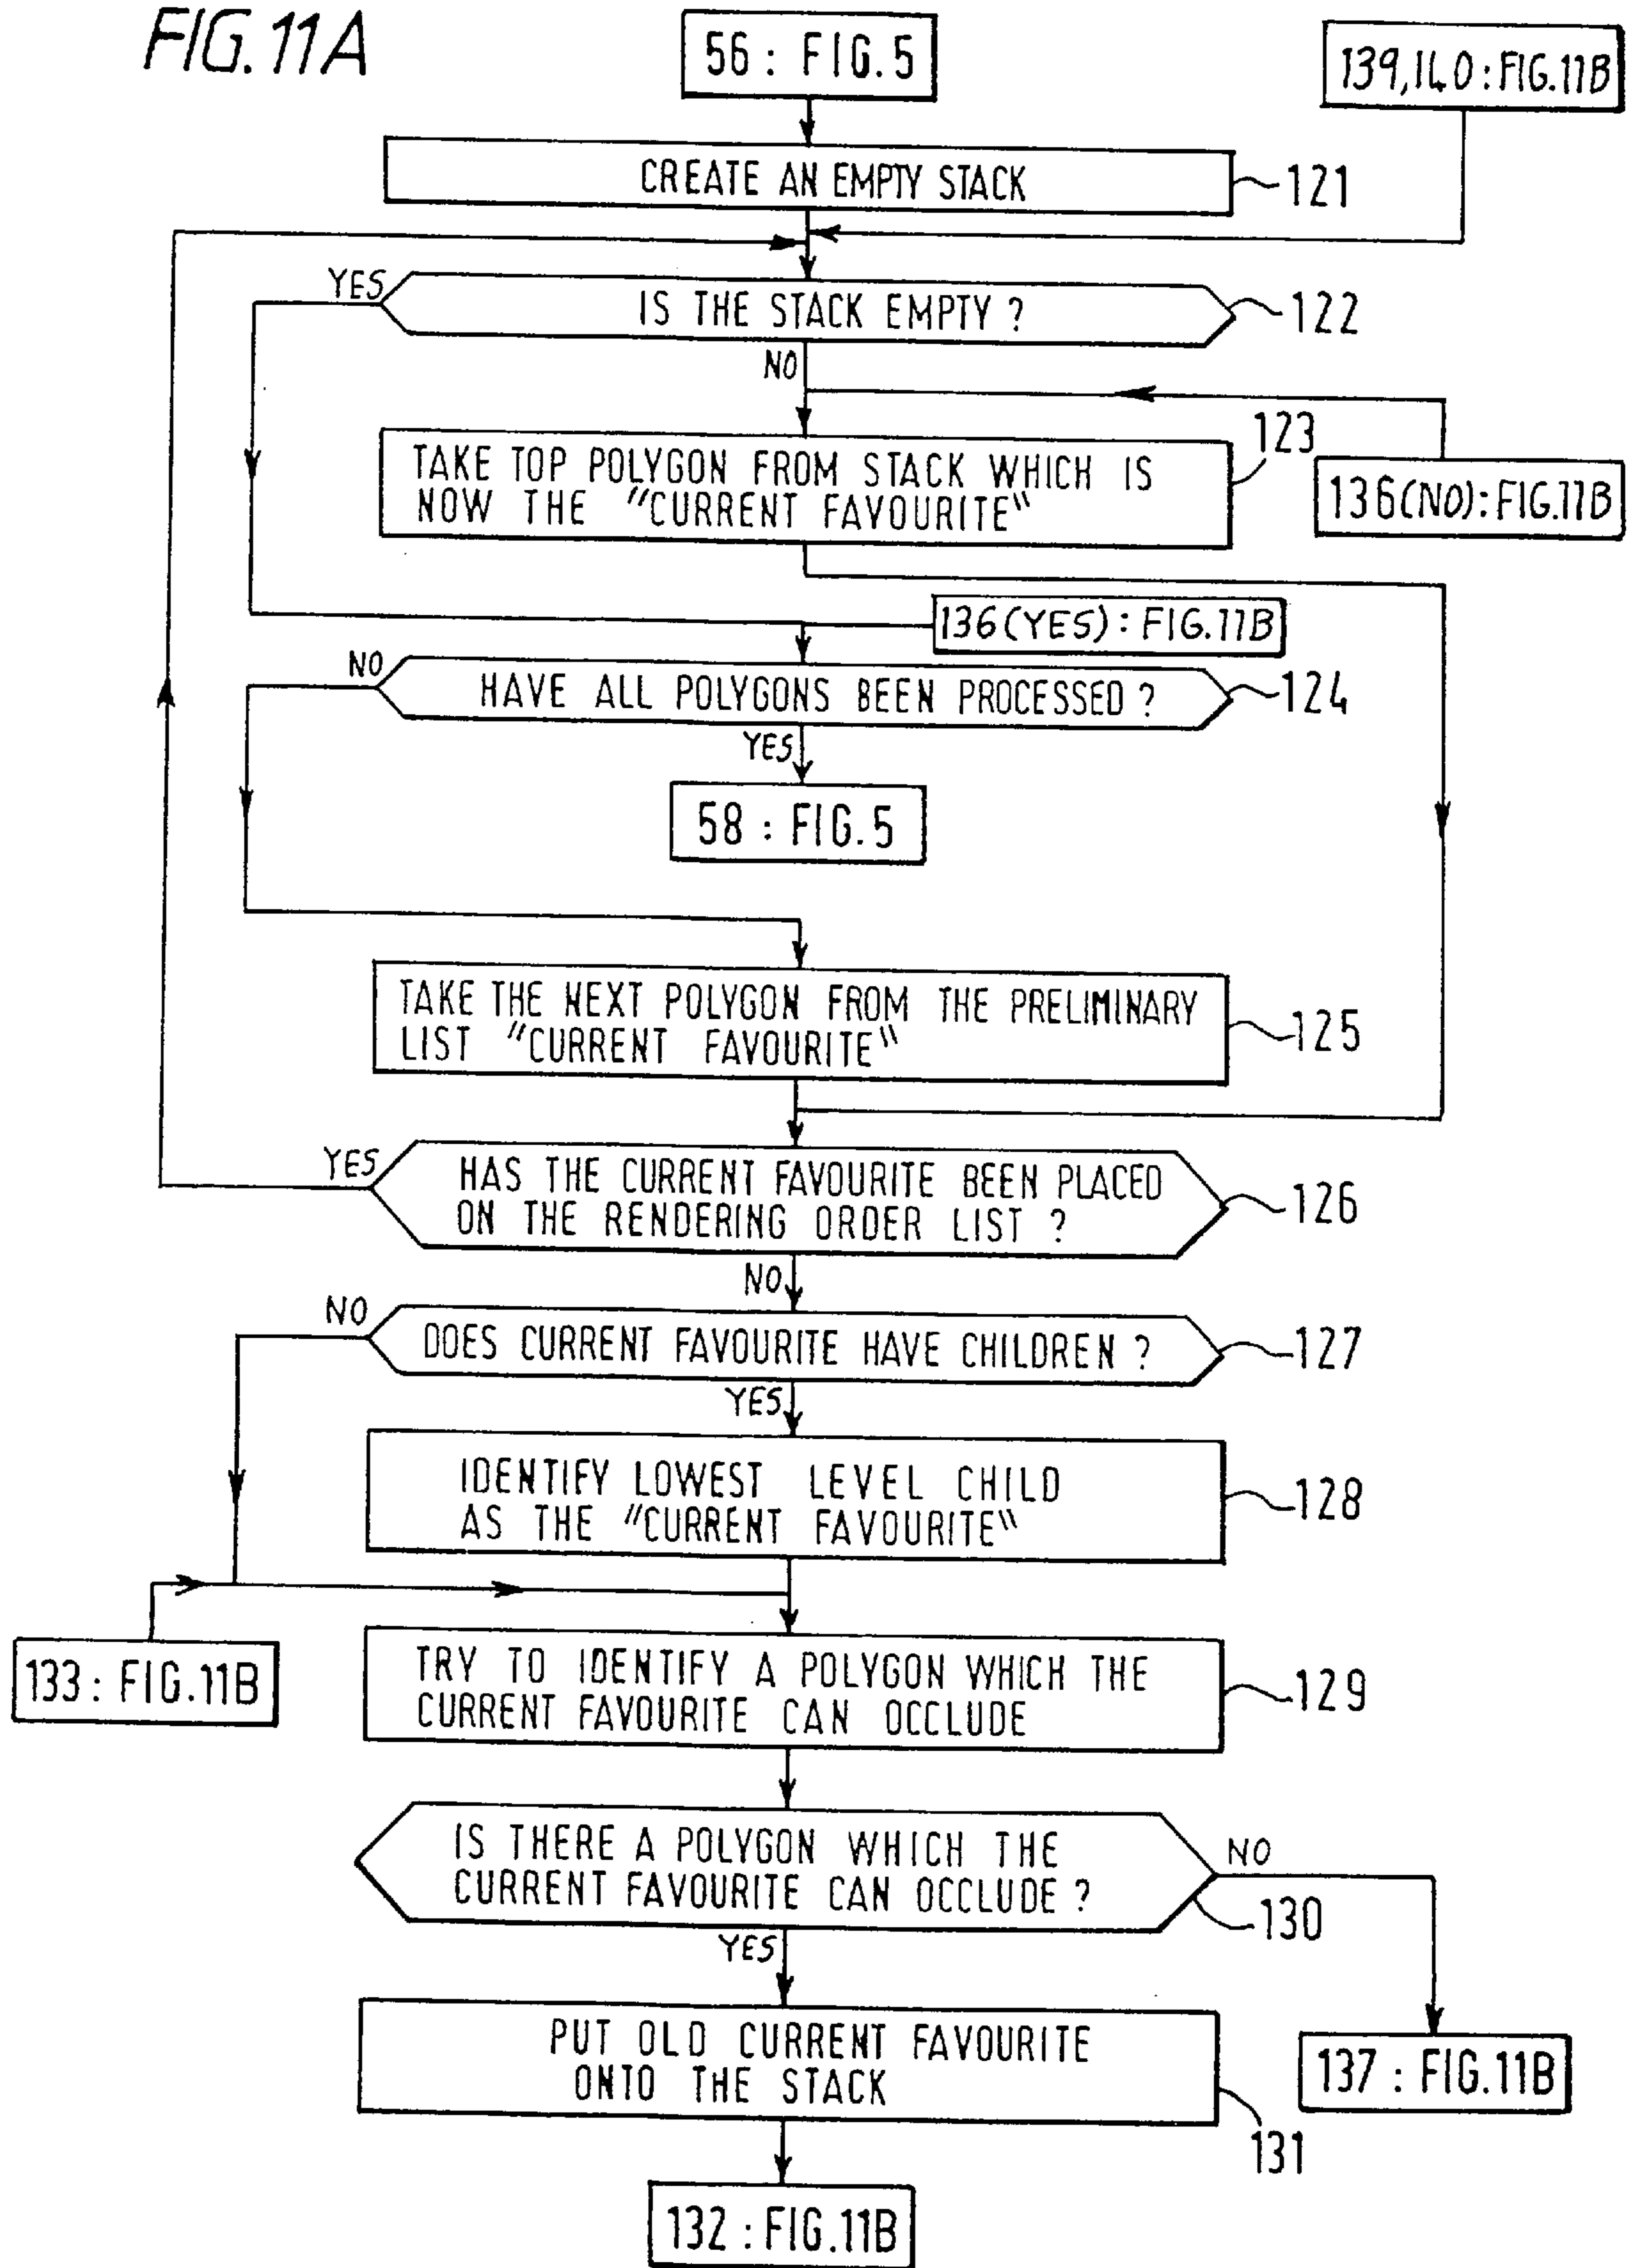 FIG.11A
56 : FIG.5
139,140 : FIG.11B
CREATE AN EMPTY STACK
121
YES
IS THE STACK EMPTY ?
122
NO
123
TAKE TOP POLYGON FROM STACK WHICH IS
NOW THE "CURRENT FAVOURITE"
136(NO) : FIG.11B
136(YES) : FIG.11B
NO
HAVE ALL POLYGONS BEEN PROCESSED ?
124
YES
58 : FIG.5
TAKE THE NEXT POLYGON FROM THE PRELIMINARY
LIST "CURRENT FAVOURITE"
125
YES
HAS THE CURRENT FAVOURITE BEEN PLACED
ON THE RENDERING ORDER LIST ?
126
NO
NO
DOES CURRENT FAVOURITE HAVE CHILDREN ?
127
YES
IDENTIFY LOWEST LEVEL CHILD
AS THE "CURRENT FAVOURITE"
128
133 : FIG.11B
TRY TO IDENTIFY A POLYGON WHICH THE
CURRENT FAVOURITE CAN OCCLUDE
129
IS THERE A POLYGON WHICH THE
CURRENT FAVOURITE CAN OCCLUDE ?
NO
130
YES
PUT OLD CURRENT FAVOURITE
ONTO THE STACK
137 : FIG.11B
131
132 : FIG.11B